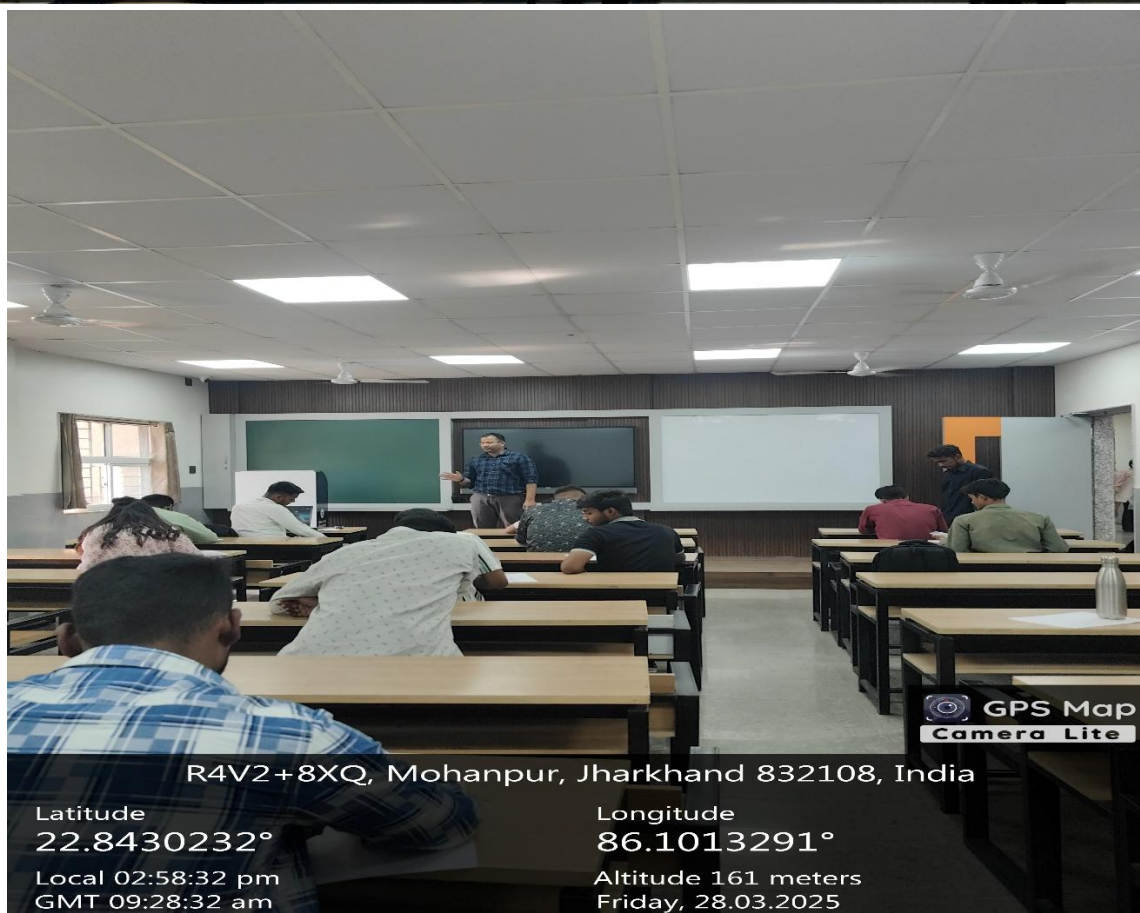 GPS Map
Camera Lite
R4V2+8XQ, Mohanpur, Jharkhand 832108, India
Latitude
22.8430232°
Longitude
86.1013291°
Local 02:58:32 pm
GMT 09:28:32 am
Altitude 161 meters
Friday, 28.03.2025